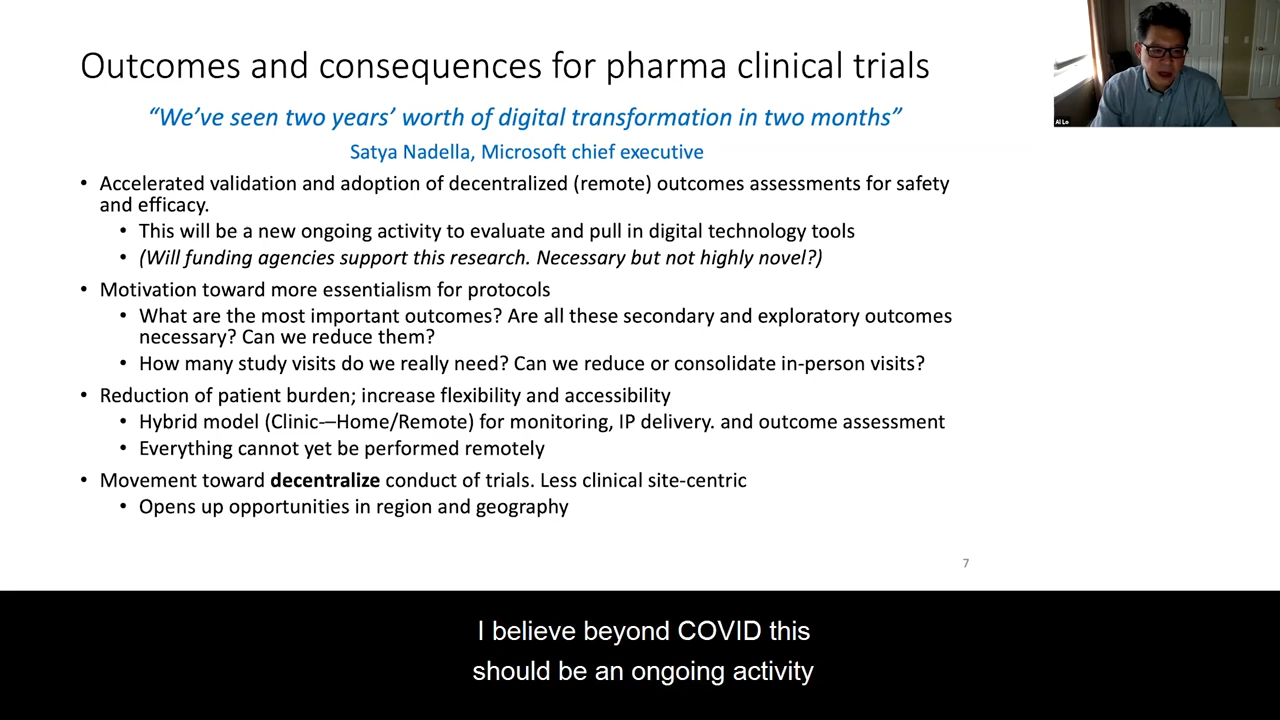 Outcomes and consequences for pharma clinical trials
“We’ve seen two years’ worth of digital transformation in two months”
Satya Nadella, Microsoft chief executive
• Accelerated validation and adoption of decentralized (remote) outcomes assessments for safety
and efficacy.
• This will be a new ongoing activity to evaluate and pull in digital technology tools
• (Will funding agencies support this research. Necessary but not highly novel?)
• Motivation toward more essentialism for protocols
• What are the most important outcomes? Are all these secondary and exploratory outcomes
necessary? Can we reduce them?
• How many study visits do we really need? Can we reduce or consolidate in-person visits?
• Reduction of patient burden; increase flexibility and accessibility
• Hybrid model (Clinic-–Home/Remote) for monitoring, IP delivery. and outcome assessment
• Everything cannot yet be performed remotely
• Movement toward decentralize conduct of trials. Less clinical site-centric
• Opens up opportunities in region and geography
7
Al Lo
I believe beyond COVID this
should be an ongoing activity